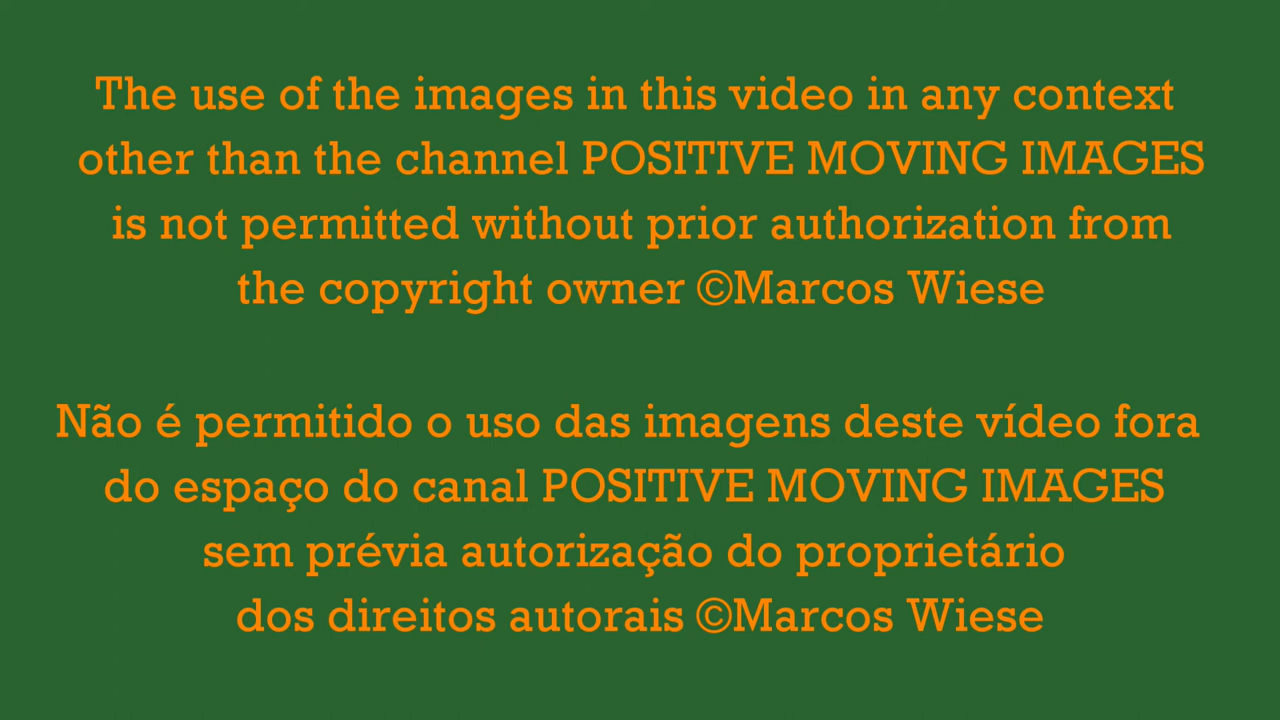 The use of the images in this video in any context
other than the channel POSITIVE MOVING IMAGES
is not permitted without prior authorization from
the copyright owner ©Marcos Wiese
Não é permitido o uso das imagens deste vídeo fora
do espaço do canal POSITIVE MOVING IMAGES
sem prévia autorização do proprietário
dos direitos autorais ©Marcos Wiese